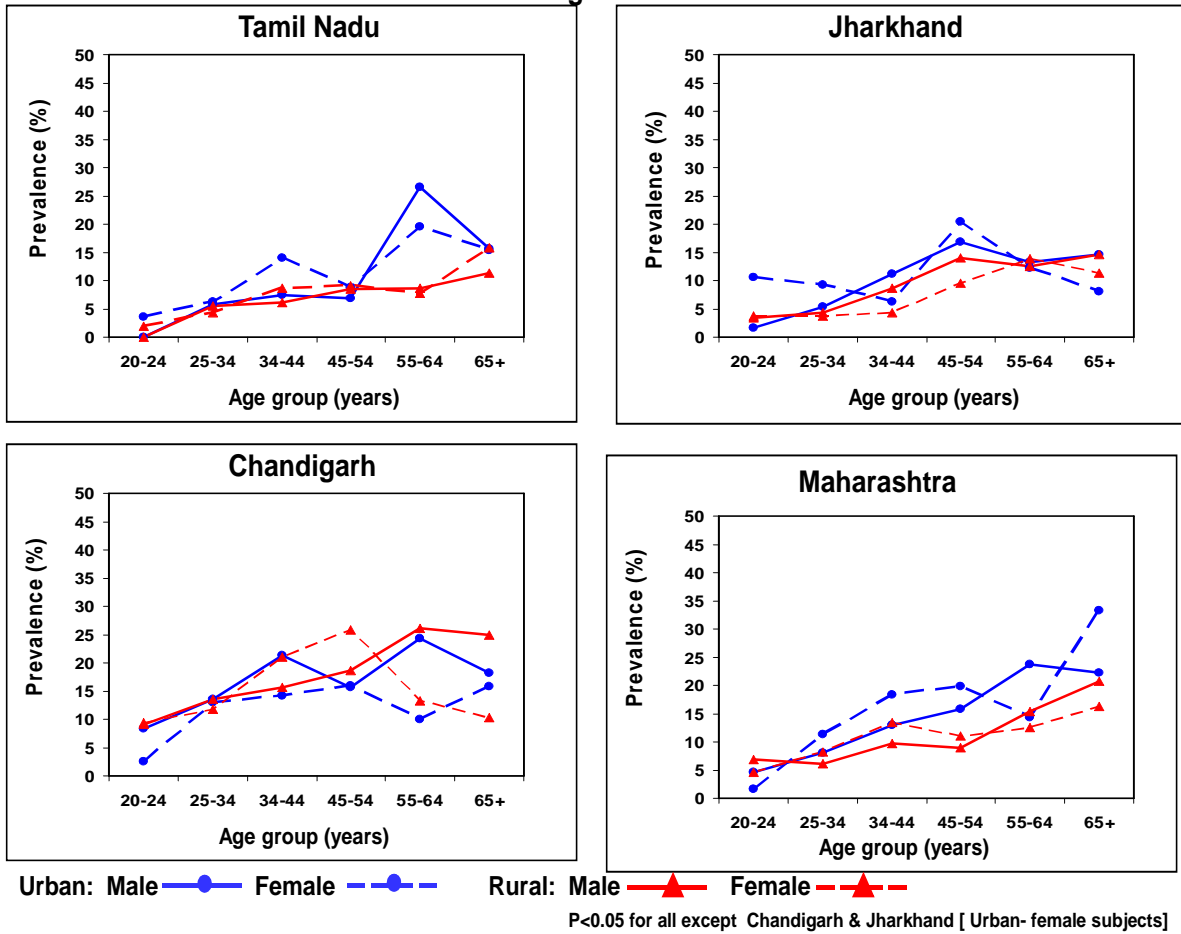 Tamil Nadu
50
45
40
35
30
25
20
15
10
5
0
Prevalence (%)
20-24 25-34 34-44 45-54 55-64 65+
Age group (years)
Jharkhand
50
45
40
35
30
25
20
15
10
5
0
Prevalence (%)
20-24 25-34 34-44 45-54 55-64 65+
Age group (years)
Chandigarh
50
45
40
35
30
25
20
15
10
5
0
Prevalence (%)
20-24 25-34 34-44 45-54 55-64 65+
Age group (years)
Maharashtra
50
45
40
35
30
25
20
15
10
5
0
Prevalence (%)
20-24 25-34 34-44 45-54 55-64 65+
Age group (years)
Urban: Male Female Rural: Male Female
P<0.05 for all except Chandigarh & Jharkhand [ Urban- female subjects]